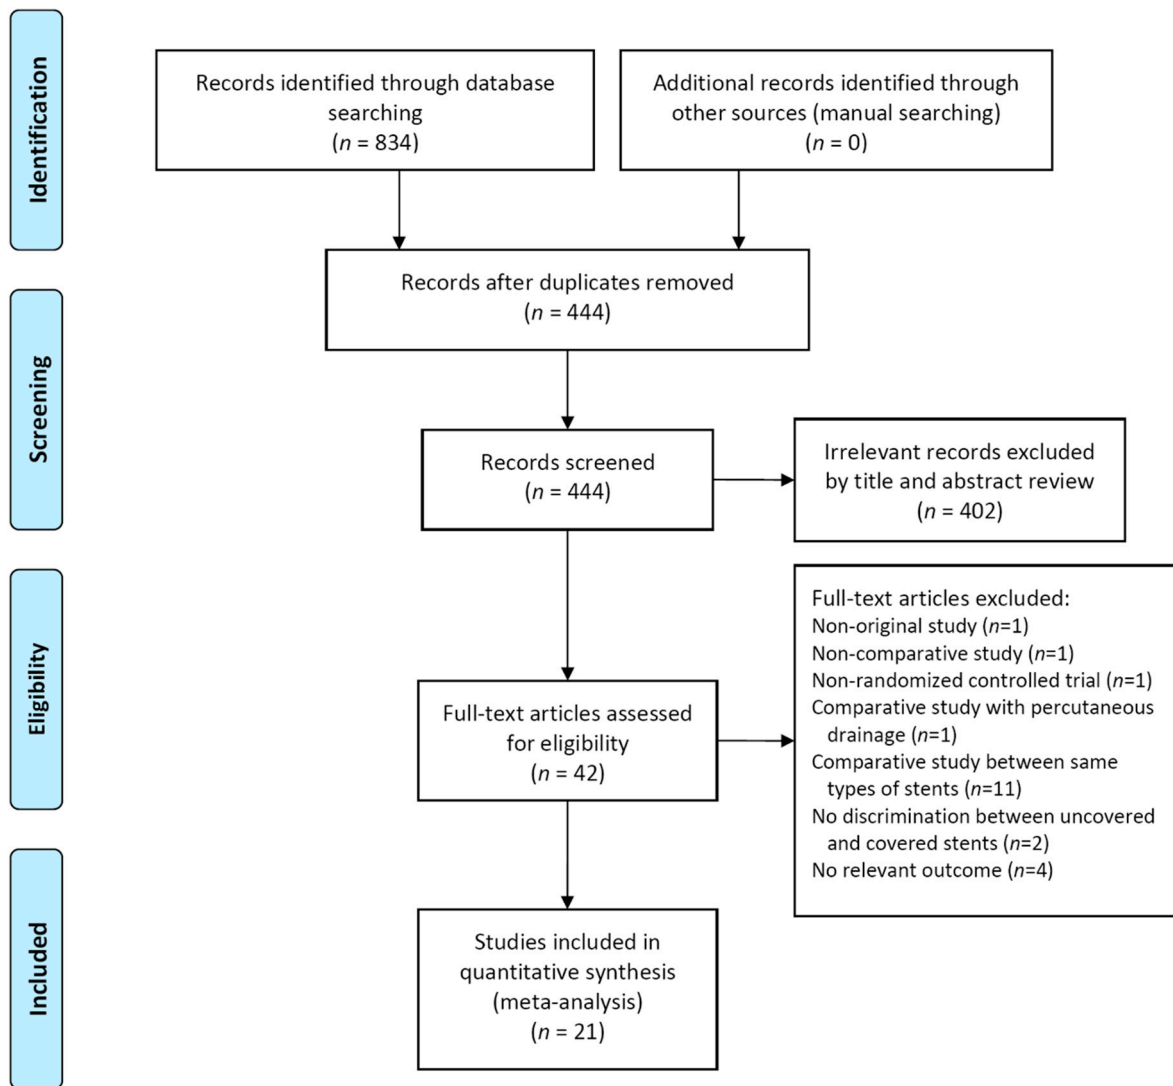 Identification
Records identified through database
searching
(n = 834)
Additional records identified through
other sources (manual searching)
(n = 0)
Records after duplicates removed
(n = 444)
Screening
Records screened
(n = 444)
Irrelevant records excluded
by title and abstract review
(n = 402)
Eligibility
Full-text articles assessed
for eligibility
(n = 42)
Full-text articles excluded:
Non-original study (n=1)
Non-comparative study (n=1)
Non-randomized controlled trial (n=1)
Comparative study with percutaneous
drainage (n=1)
Comparative study between same
types of stents (n=11)
No discrimination between uncovered
and covered stents (n=2)
No relevant outcome (n=4)
Included
Studies included in
quantitative synthesis
(meta-analysis)
(n = 21)